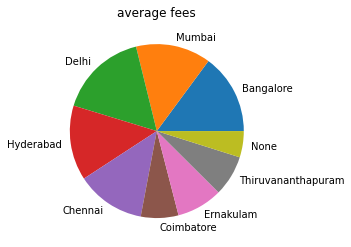 average fees
Mumbai
Delhi
Bangalore
Hyderabad
None
Thiruvananthapuram
Chennai
Ernakulam
Coimbatore